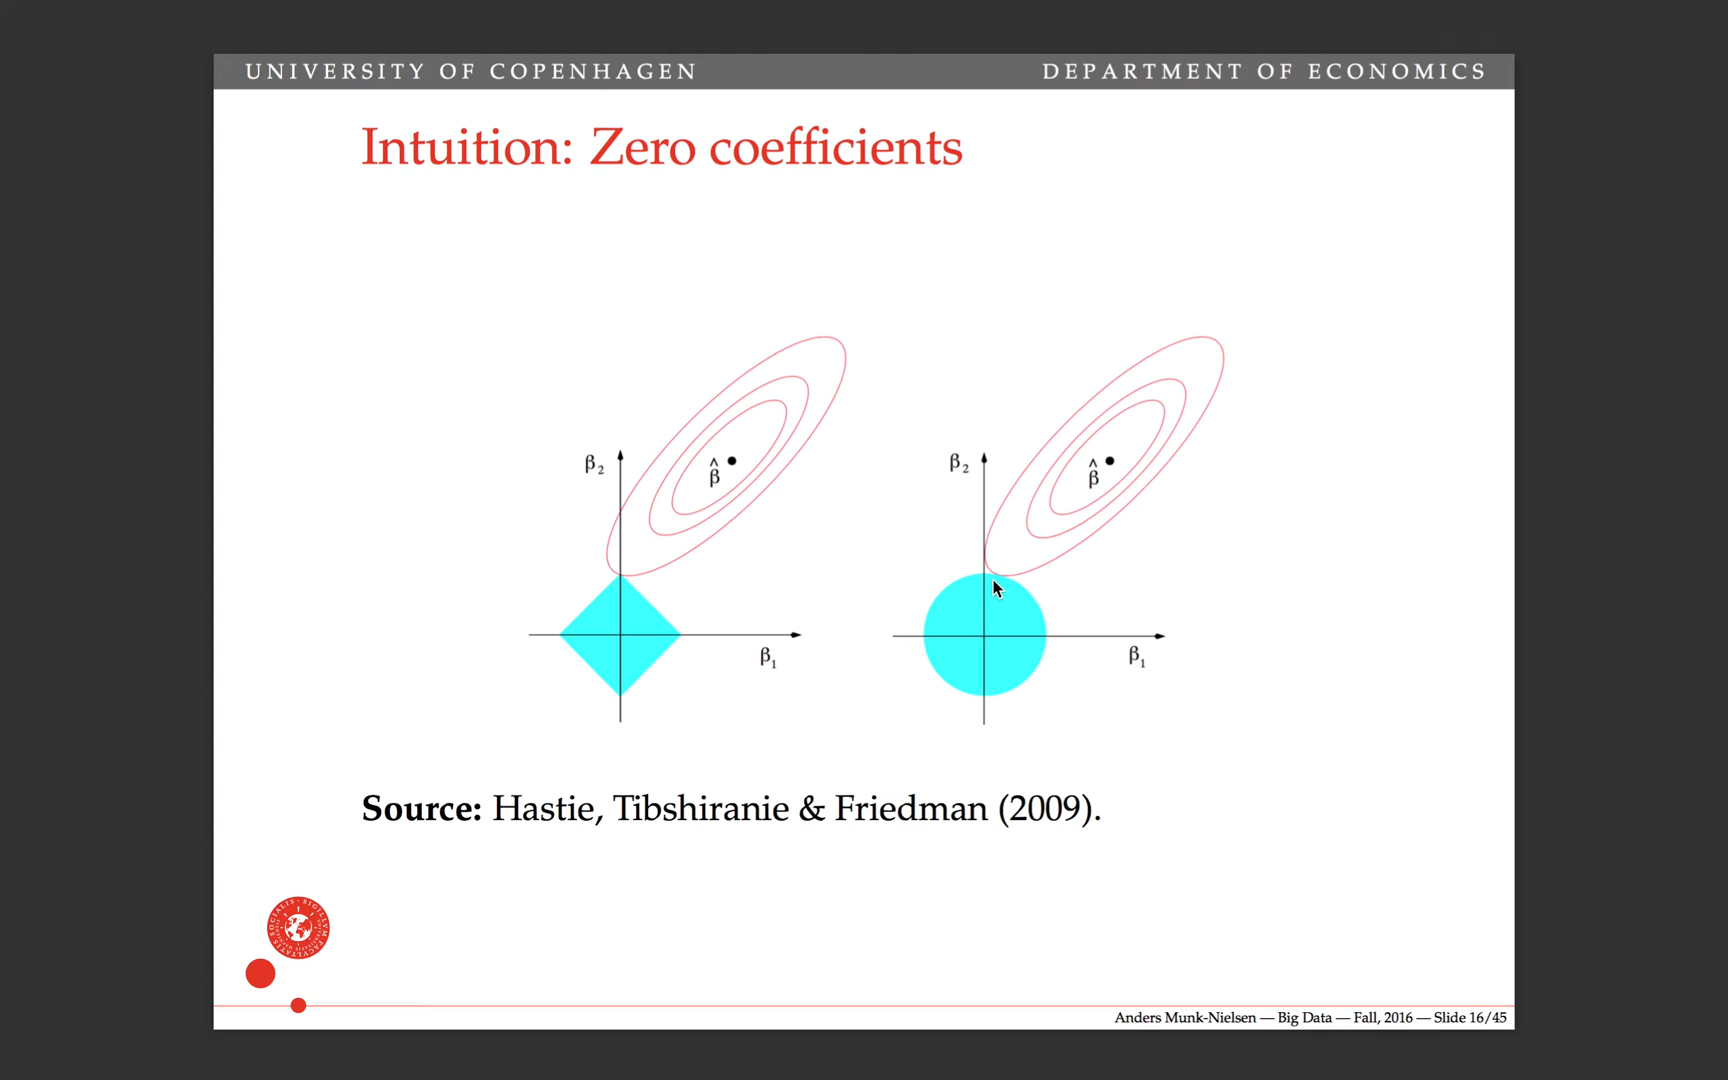 UNIVERSITY OF COPENHAGEN
DEPARTMENT OF ECONOMICS
Intuition: Zero coefficients
β₂
β̂
β₁
β₂
β̂
β₁
Source: Hastie, Tibshiranie & Friedman (2009).
Anders Munk-Nielsen — Big Data — Fall, 2016 — Slide 16/45